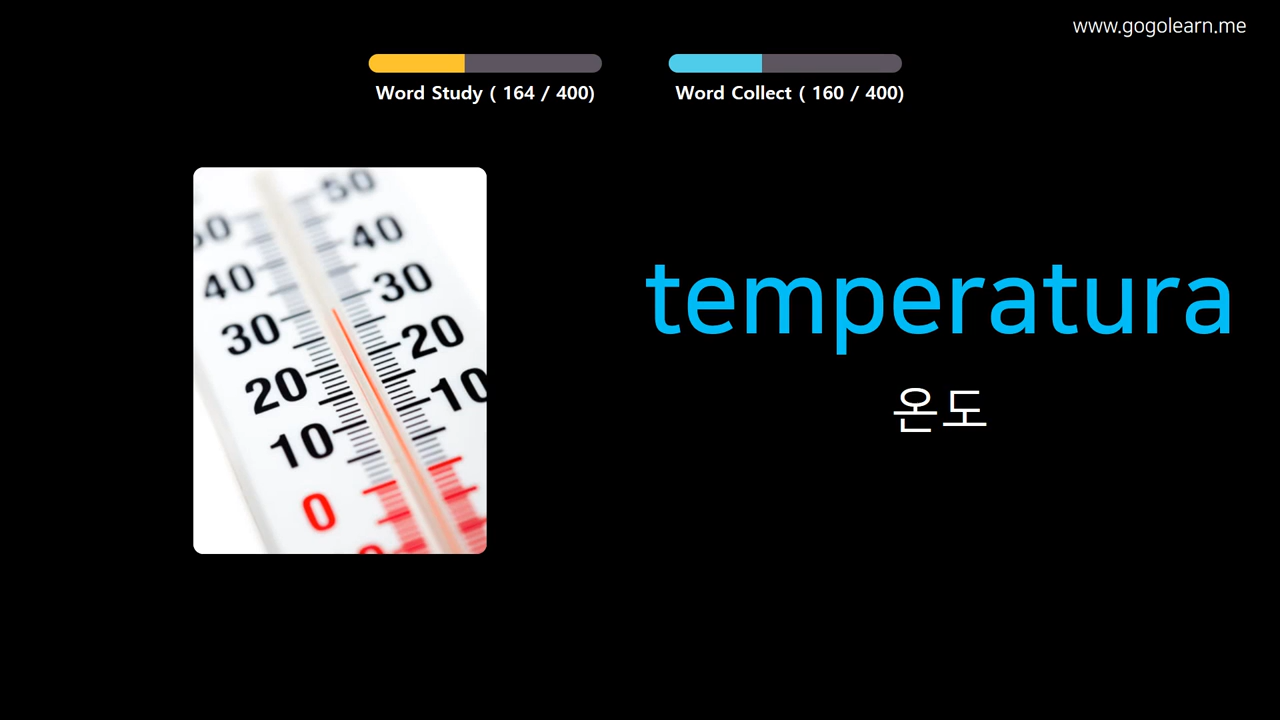 www.gogolearn.me
Word Study ( 164 / 400)
Word Collect ( 160 / 400)
50
50 40
40 30
30 20
20 10
10
0
temperatura
온도